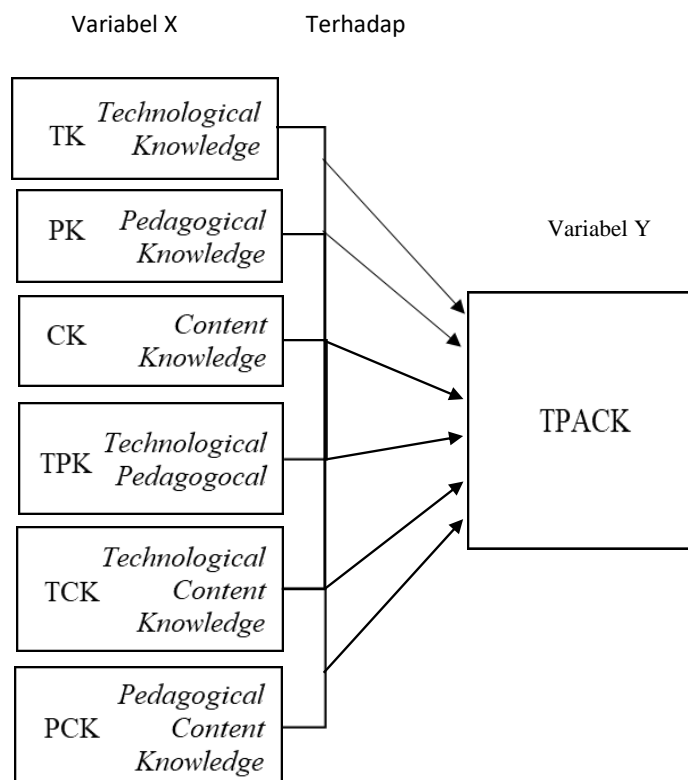 Variabel X
Terhadap
TK
Technological
Knowledge
PK
Pedagogical
Knowledge
Variabel Y
CK
Content
Knowledge
TPK
Technological
Pedagogocal
TPACK
TCK
Technological
Content
Knowledge
PCK
Pedagogical
Content
Knowledge